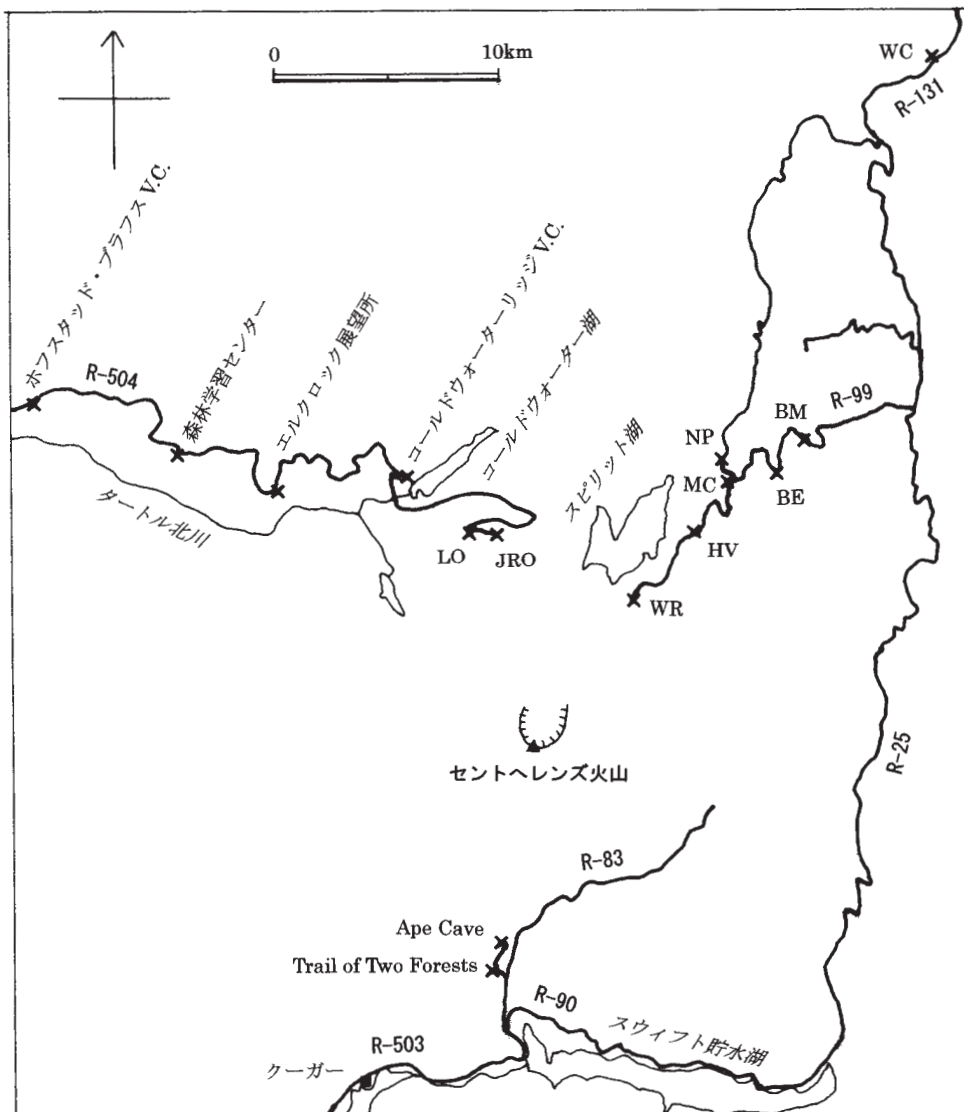 0
10km
WC
R-131
ホフスタッド・ブラフス V.C.
R-504
森林学習センター
エルクロック展望所
コールドウォーターリッジ V.C.
コールドウォーター湖
スピリット湖
タートル北川
LO
JRO
NP
MC
BM
R-99
BE
HV
WR
R-25
セントヘレンズ火山
R-83
Ape Cave
Trail of Two Forests
R-90
スウィフト貯水湖
R-503
クーガー